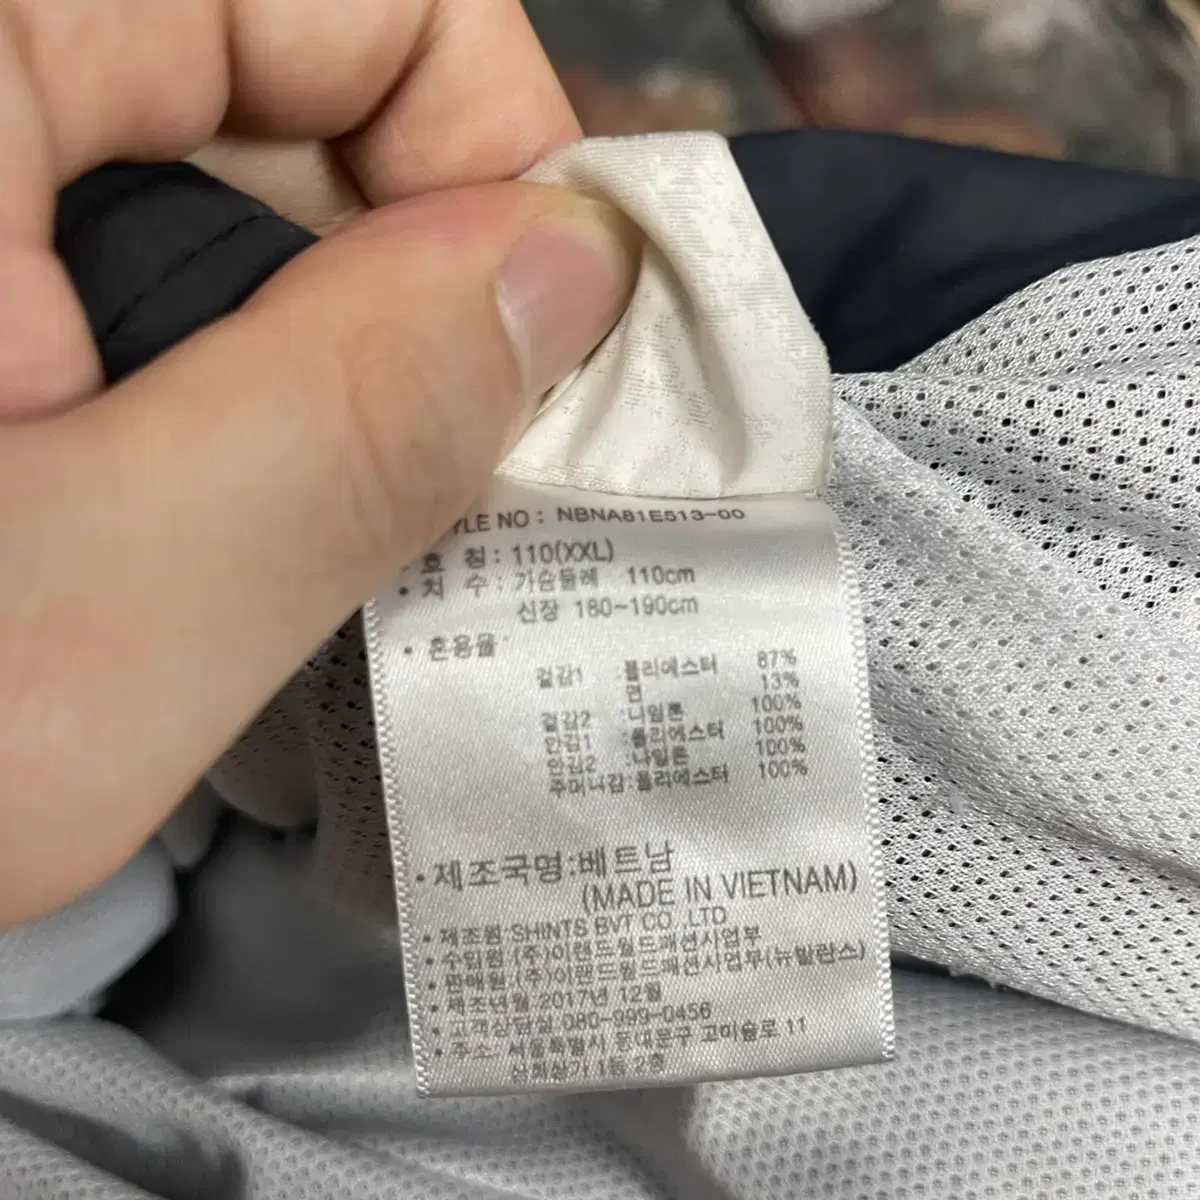 YLE NO : NBNA81E513-00
• 호 칭 : 110(XXL)
• 치 수 : 가슴둘레 110cm
신장 180~190cm
• 혼용율 :
겉감1 :폴리에스터 87%
면 13%
겉감2 :나일론 100%
안감1 :폴리에스터 100%
안감2 :나일론 100%
주머니감:폴리에스터 100%
• 제조국명:베트남
(MADE IN VIETNAM)
• 제조원:SHINTS BVT CO.,LTD
• 수입원:(주)이랜드월드패션사업부
• 판매원:(주)이랜드월드패션사업부(뉴발란스)
• 제조년월 2017년 12월
• 고객상담실 080-999-0456
• 주소: 서울특별시 동대문구 고미술로 11
상희상가 1동 2층